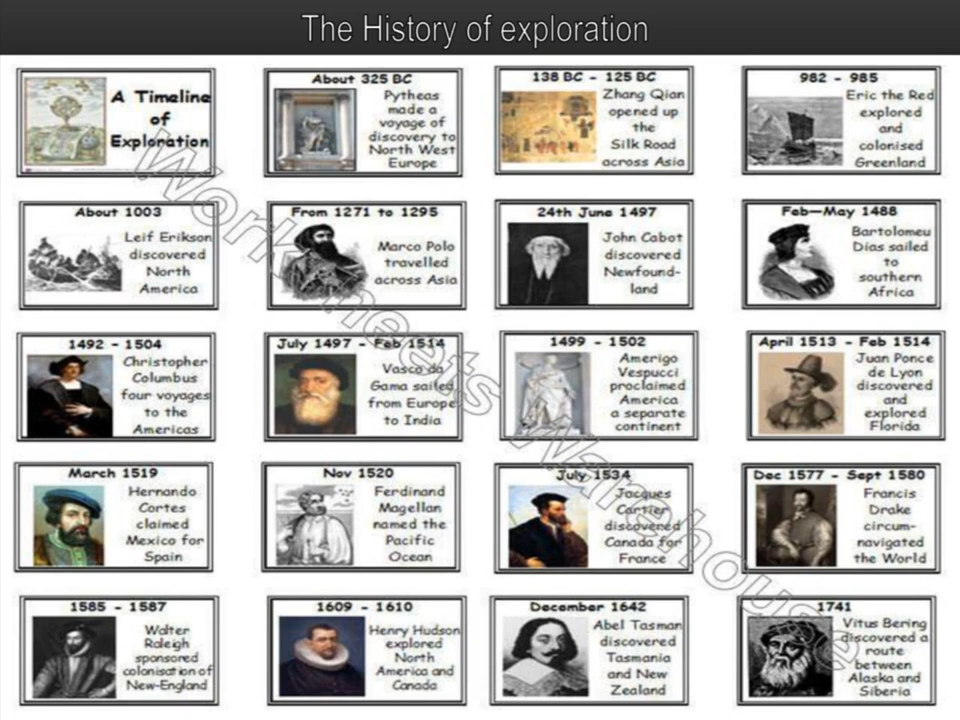 The History of exploration
A Timeline
of
Exploration
About 325 BC
Pytheas
made a
voyage of
discovery to
North West
Europe
138 BC - 125 BC
Zhang Qian
opened up
the
Silk Road
across Asia
982 - 985
Eric the Red
explored
and
colonised
Greenland
About 1003
Leif Erikson
discovered
North
America
From 1271 to 1295
Marco Polo
travelled
across Asia
24th June 1497
John Cabot
discovered
Newfound-
land
Feb—May 1488
Bartolomeu
Dias sailed
to
southern
Africa
1492 - 1504
Christopher
Columbus
four voyages
to the
Americas
July 1497 - Feb 1514
Vasco da
Gama sailed
from Europe
to India
1499 - 1502
Amerigo
Vespucci
proclaimed
America
a separate
continent
April 1513 - Feb 1514
Juan Ponce
de Lyon
discovered
and
explored
Florida
March 1519
Hernando
Cortes
claimed
Mexico for
Spain
Nov 1520
Ferdinand
Magellan
named the
Pacific
Ocean
July 1534
Jacques
Cartier
discovered
Canada for
France
Dec 1577 - Sept 1580
Francis
Drake
circum-
navigated
the World
1585 - 1587
Walter
Raleigh
sponsored
colonisation of
New-England
1609 - 1610
Henry Hudson
explored
North
America and
Canada
December 1642
Abel Tasman
discovered
Tasmania
and New
Zealand
1741
Vitus Bering
discovered a
route
between
Alaska and
Siberia
Work heets Warehouse